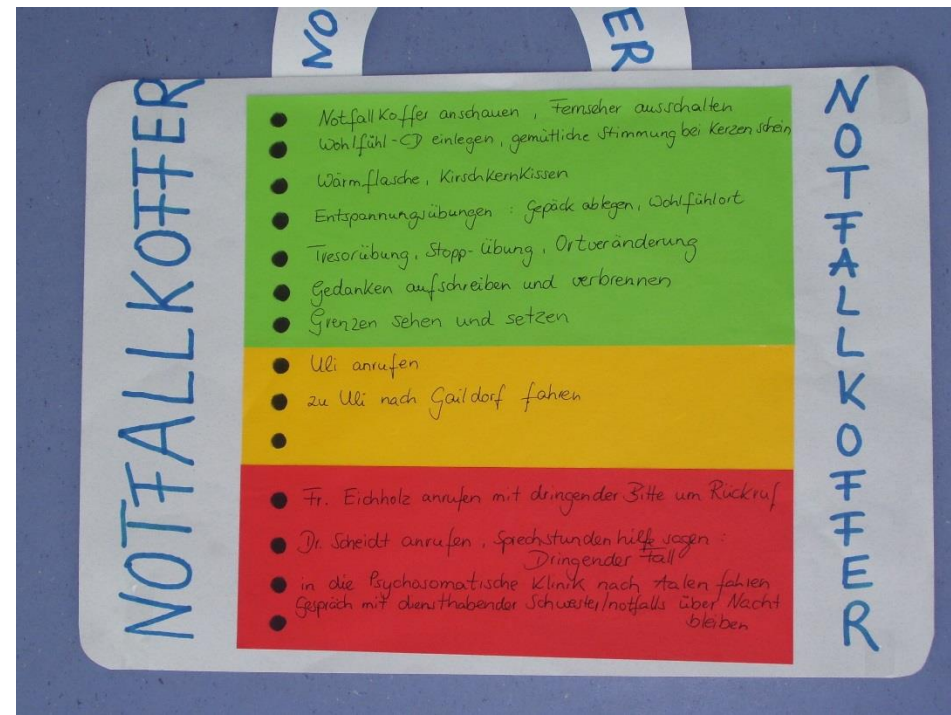 NO
ER
NOTFALLKOFFER
Notfallkoffer anschauen, Fernseher ausschalten
Wohlfühl-CD einlegen, gemütliche Stimmung bei Kerzenschein
Wärmflasche, Kirschkernkissen
Entspannungsübungen: Gepäck ablegen, Wohlfühlort
Tresorübung, Stopp-Übung, Ortveränderung
Gedanken aufschreiben und verbrennen
Grenzen sehen und setzen
Uli anrufen
zu Uli nach Gaildorf fahren
Fr. Eichholz anrufen mit dringender Bitte um Rückruf
Dr. Scheidt anrufen, Sprechstundenhilfe sagen:
Dringender Fall
in die Psychosomatische Klinik nach Aalen fahren
Gespräch mit diensthabender Schwester/notfalls über Nacht
bleiben
NOTFALLKOFFER